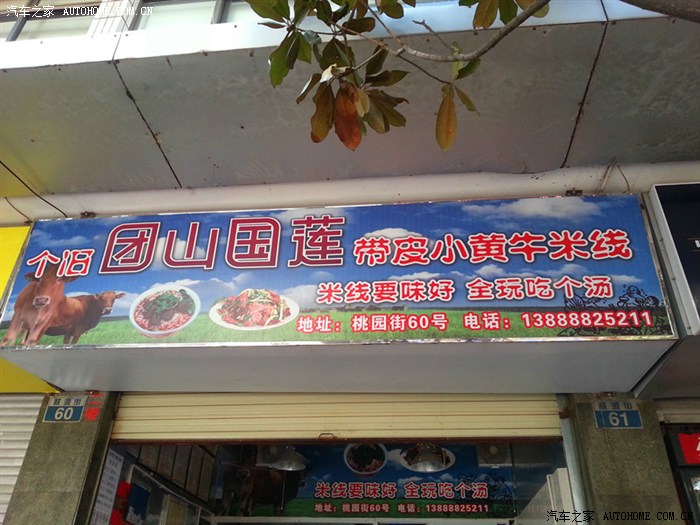 汽车之家 AUTOHOME.COM.CN
个旧 团山国莲 带皮小黄牛米线
米线要味好 全玩吃个汤
地址：桃园街60号 电话：13888825211
60
61
米线要味好 全玩吃个汤
地址：桃园街60号 电话：13888825211
汽车之家 AUTOHOME.COM.CN